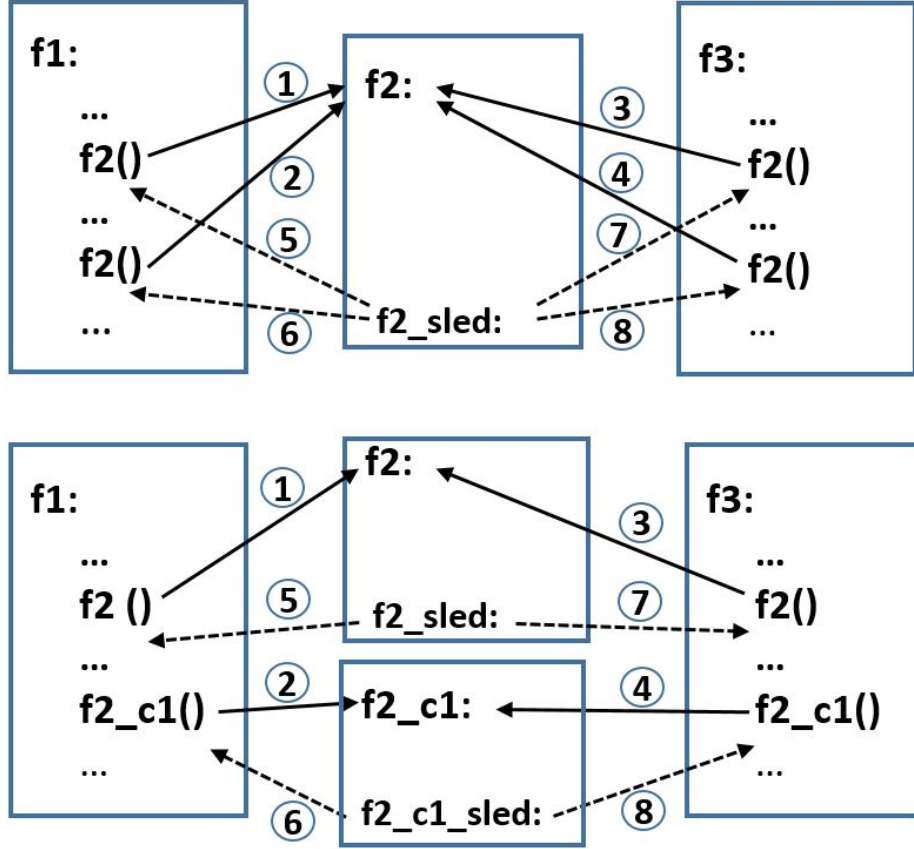 f1:
...
f2()
...
f2()
...
1
2
5
6
f2:
f2_sled:
3
4
7
8
f3:
...
f2()
...
f2()
...
f1:
...
f2 ()
...
f2_c1()
...
1
5
2
6
f2:
f2_sled:
f2_c1:
f2_c1_sled:
3
7
4
8
f3:
...
f2()
...
f2_c1()
...